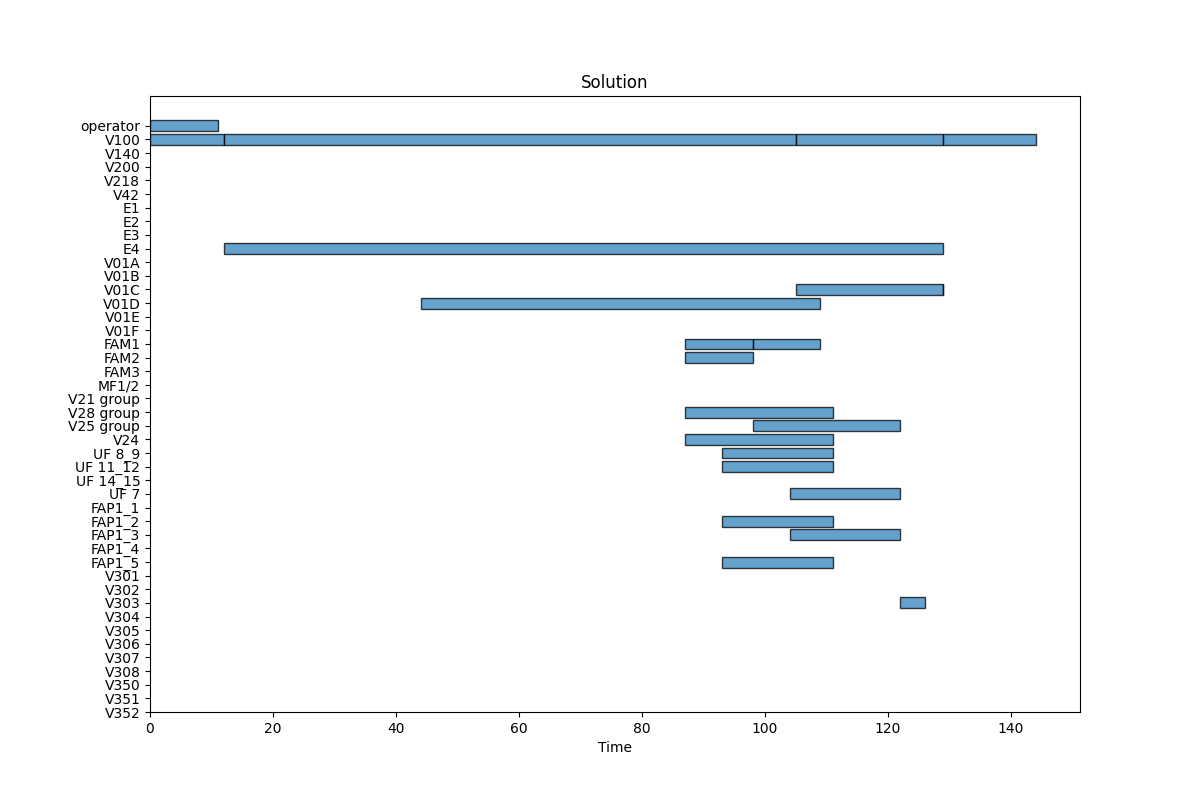 Solution
operator
V100
V140
V200
V218
V42
E1
E2
E3
E4
V01A
V01B
V01C
V01D
V01E
V01F
FAM1
FAM2
FAM3
MF1/2
V21 group
V28 group
V25 group
V24
UF 8_9
UF 11_12
UF 14_15
UF 7
FAP1_1
FAP1_2
FAP1_3
FAP1_4
FAP1_5
V301
V302
V303
V304
V305
V306
V307
V308
V350
V351
V352
0 20 40 60 80 100 120 140
Time